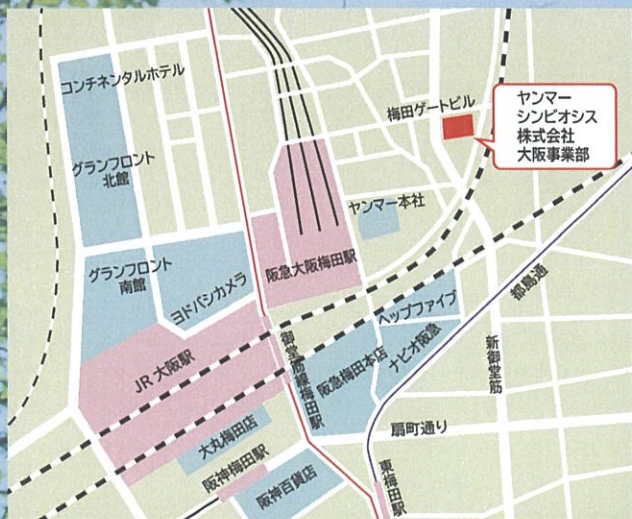 コンチネンタルホテル
グランフロント
北館
梅田ゲートビル
ヤンマー
シンビオシス
株式会社
大阪事業部
ヤンマー本社
グランフロント
南館
ヨドバシカメラ
阪急大阪梅田駅
JR 大阪駅
御堂筋線梅田駅
阪急梅田本店
ヘップファイブ
ナビオ阪急
都島通
新御堂筋
扇町通り
大丸梅田店
阪神梅田駅
阪神百貨店
東梅田駅